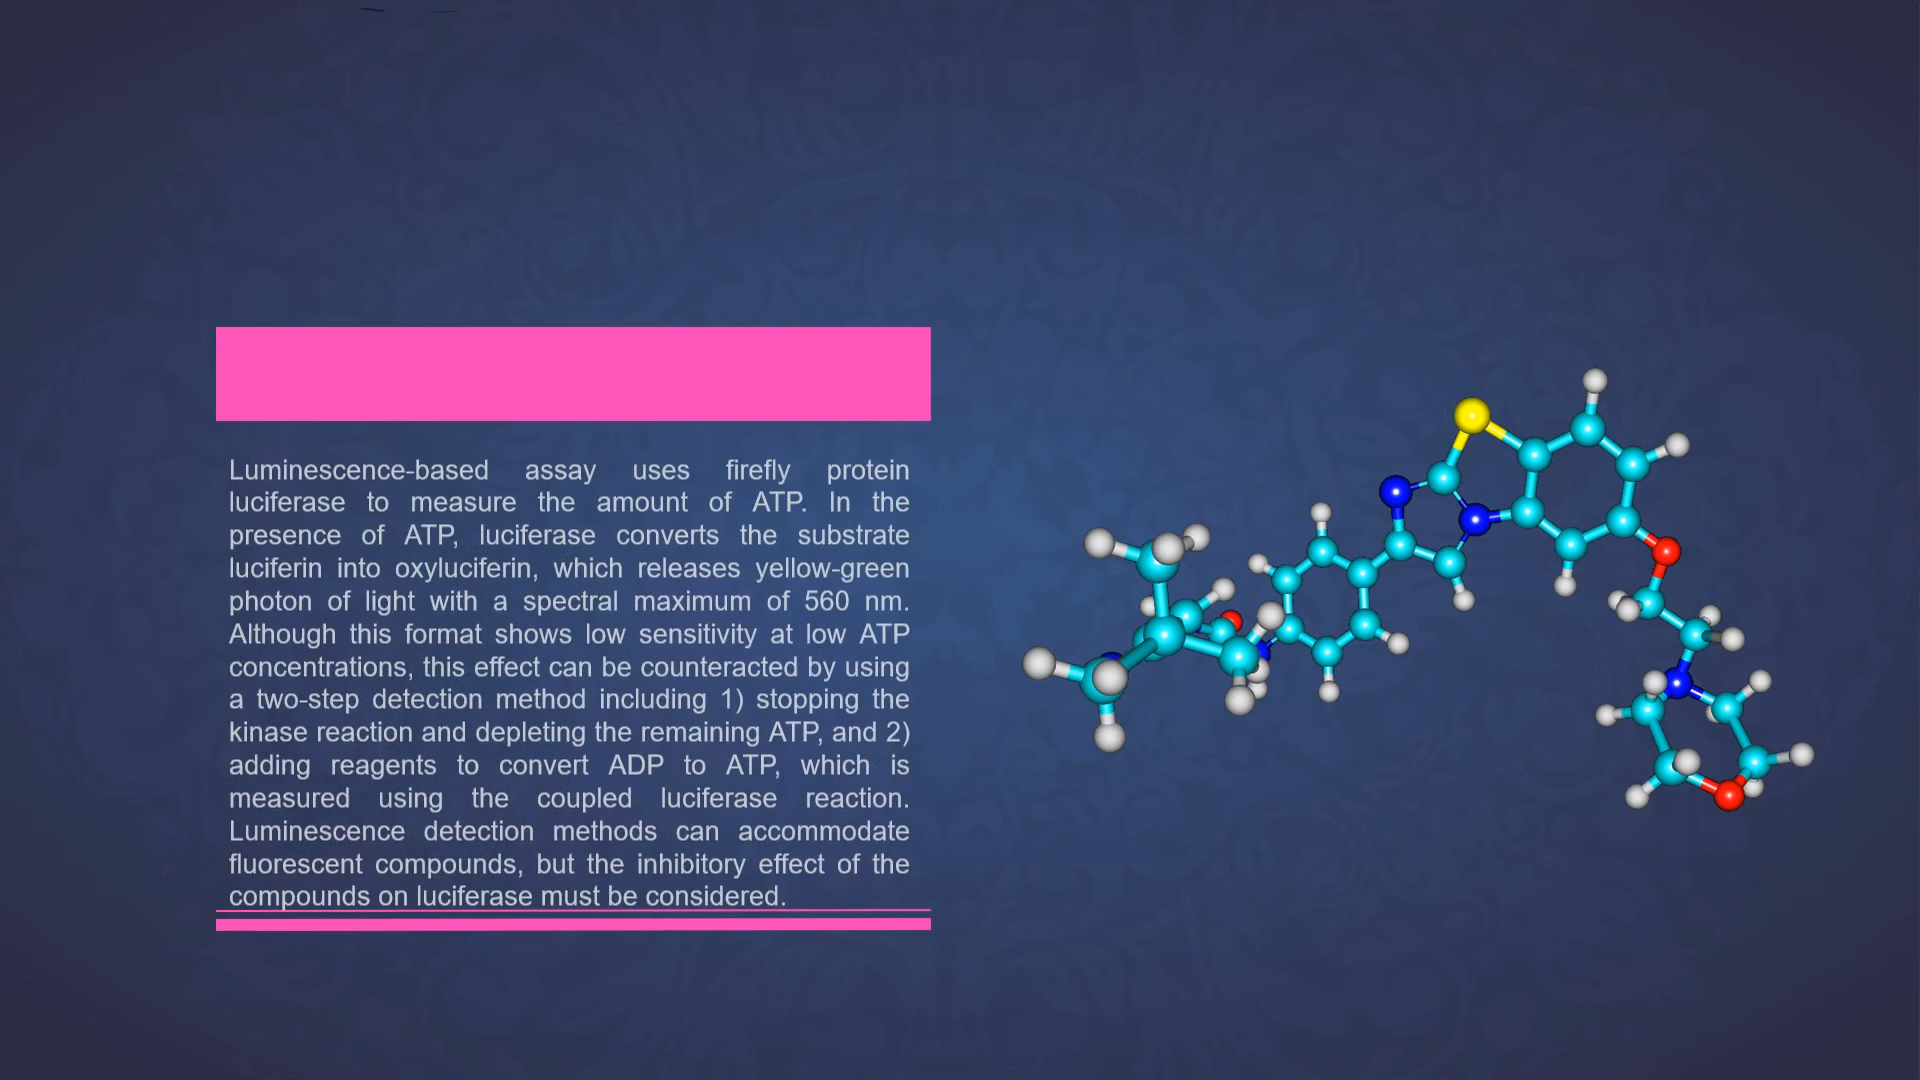 Luminescence-based assay uses firefly protein
luciferase to measure the amount of ATP. In the
presence of ATP, luciferase converts the substrate
luciferin into oxyluciferin, which releases yellow-green
photon of light with a spectral maximum of 560 nm.
Although this format shows low sensitivity at low ATP
concentrations, this effect can be counteracted by using
a two-step detection method including 1) stopping the
kinase reaction and depleting the remaining ATP, and 2)
adding reagents to convert ADP to ATP, which is
measured using the coupled luciferase reaction.
Luminescence detection methods can accommodate
fluorescent compounds, but the inhibitory effect of the
compounds on luciferase must be considered.